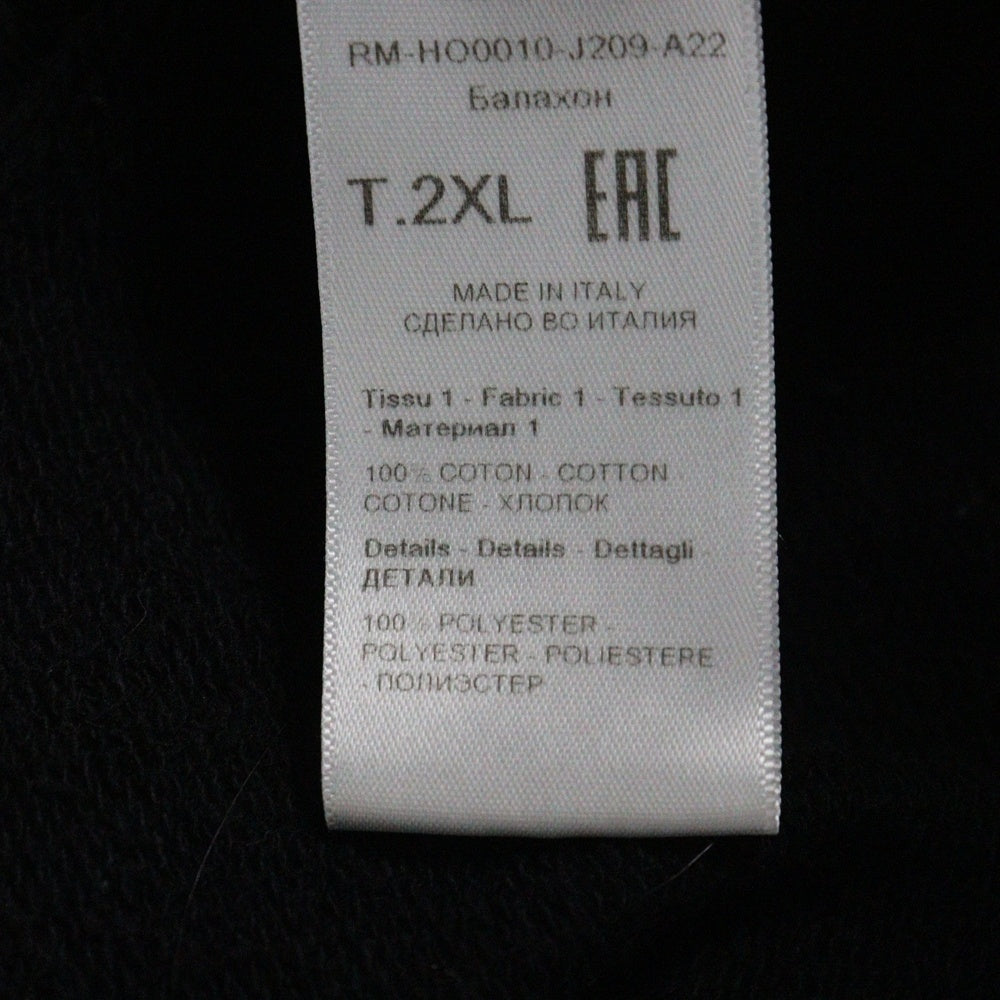 RM-HO0010-J209-A22
Балахон
T.2XL EAC
MADE IN ITALY
СДЕЛАНО ВО ИТАЛИЯ
Tissu 1 - Fabric 1 - Tessuto 1
- Материал 1
100 % COTON - COTTON -
COTONE - ХЛОПОК
Details - Details - Dettagli -
ДЕТАЛИ
100 % POLYESTER -
POLYESTER - POLIESTERE
- ПОЛИЭСТЕР